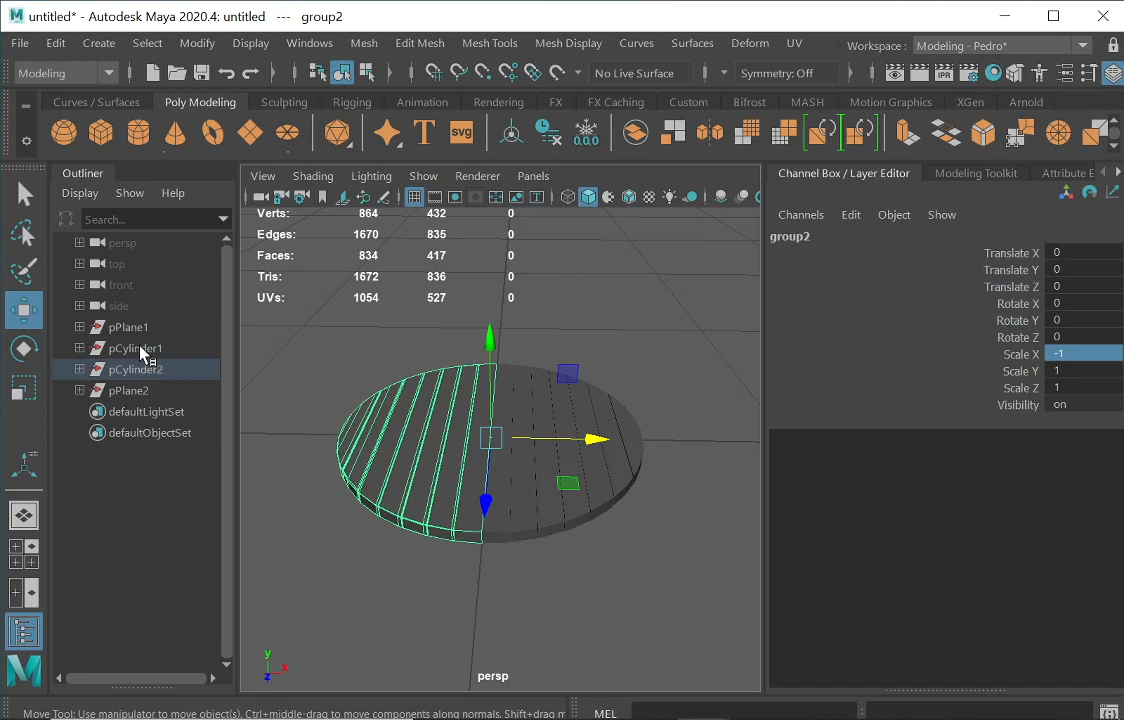 untitled* - Autodesk Maya 2020.4: untitled --- group2
File Edit Create Select Modify Display Windows Mesh Edit Mesh Mesh Tools Mesh Display Curves Surfaces Deform UV Workspace : Modeling - Pedro*
Modeling No Live Surface Symmetry: Off IPR
Curves / Surfaces Poly Modeling Sculpting Rigging Animation Rendering FX FX Caching Custom Bifrost MASH Motion Graphics XGen Arnold
T SVG 0,0,0
Outliner
Display Show Help
Search...
persp
top
front
side
pPlane1
pCylinder1
pCylinder2
pPlane2
defaultLightSet
defaultObjectSet
View Shading Lighting Show Renderer Panels
Verts: 864 432 0
Edges: 1670 835 0
Faces: 834 417 0
Tris: 1672 836 0
UVs: 1054 527 0
y
x
z
persp
Channel Box / Layer Editor Modeling Toolkit Attribute E
Channels Edit Object Show
group2
Translate X 0
Translate Y 0
Translate Z 0
Rotate X 0
Rotate Y 0
Rotate Z 0
Scale X -1
Scale Y 1
Scale Z 1
Visibility on
Move Tool: Use manipulator to move object(s). Ctrl+middle-drag to move components along normals. Shift+drag m
MEL